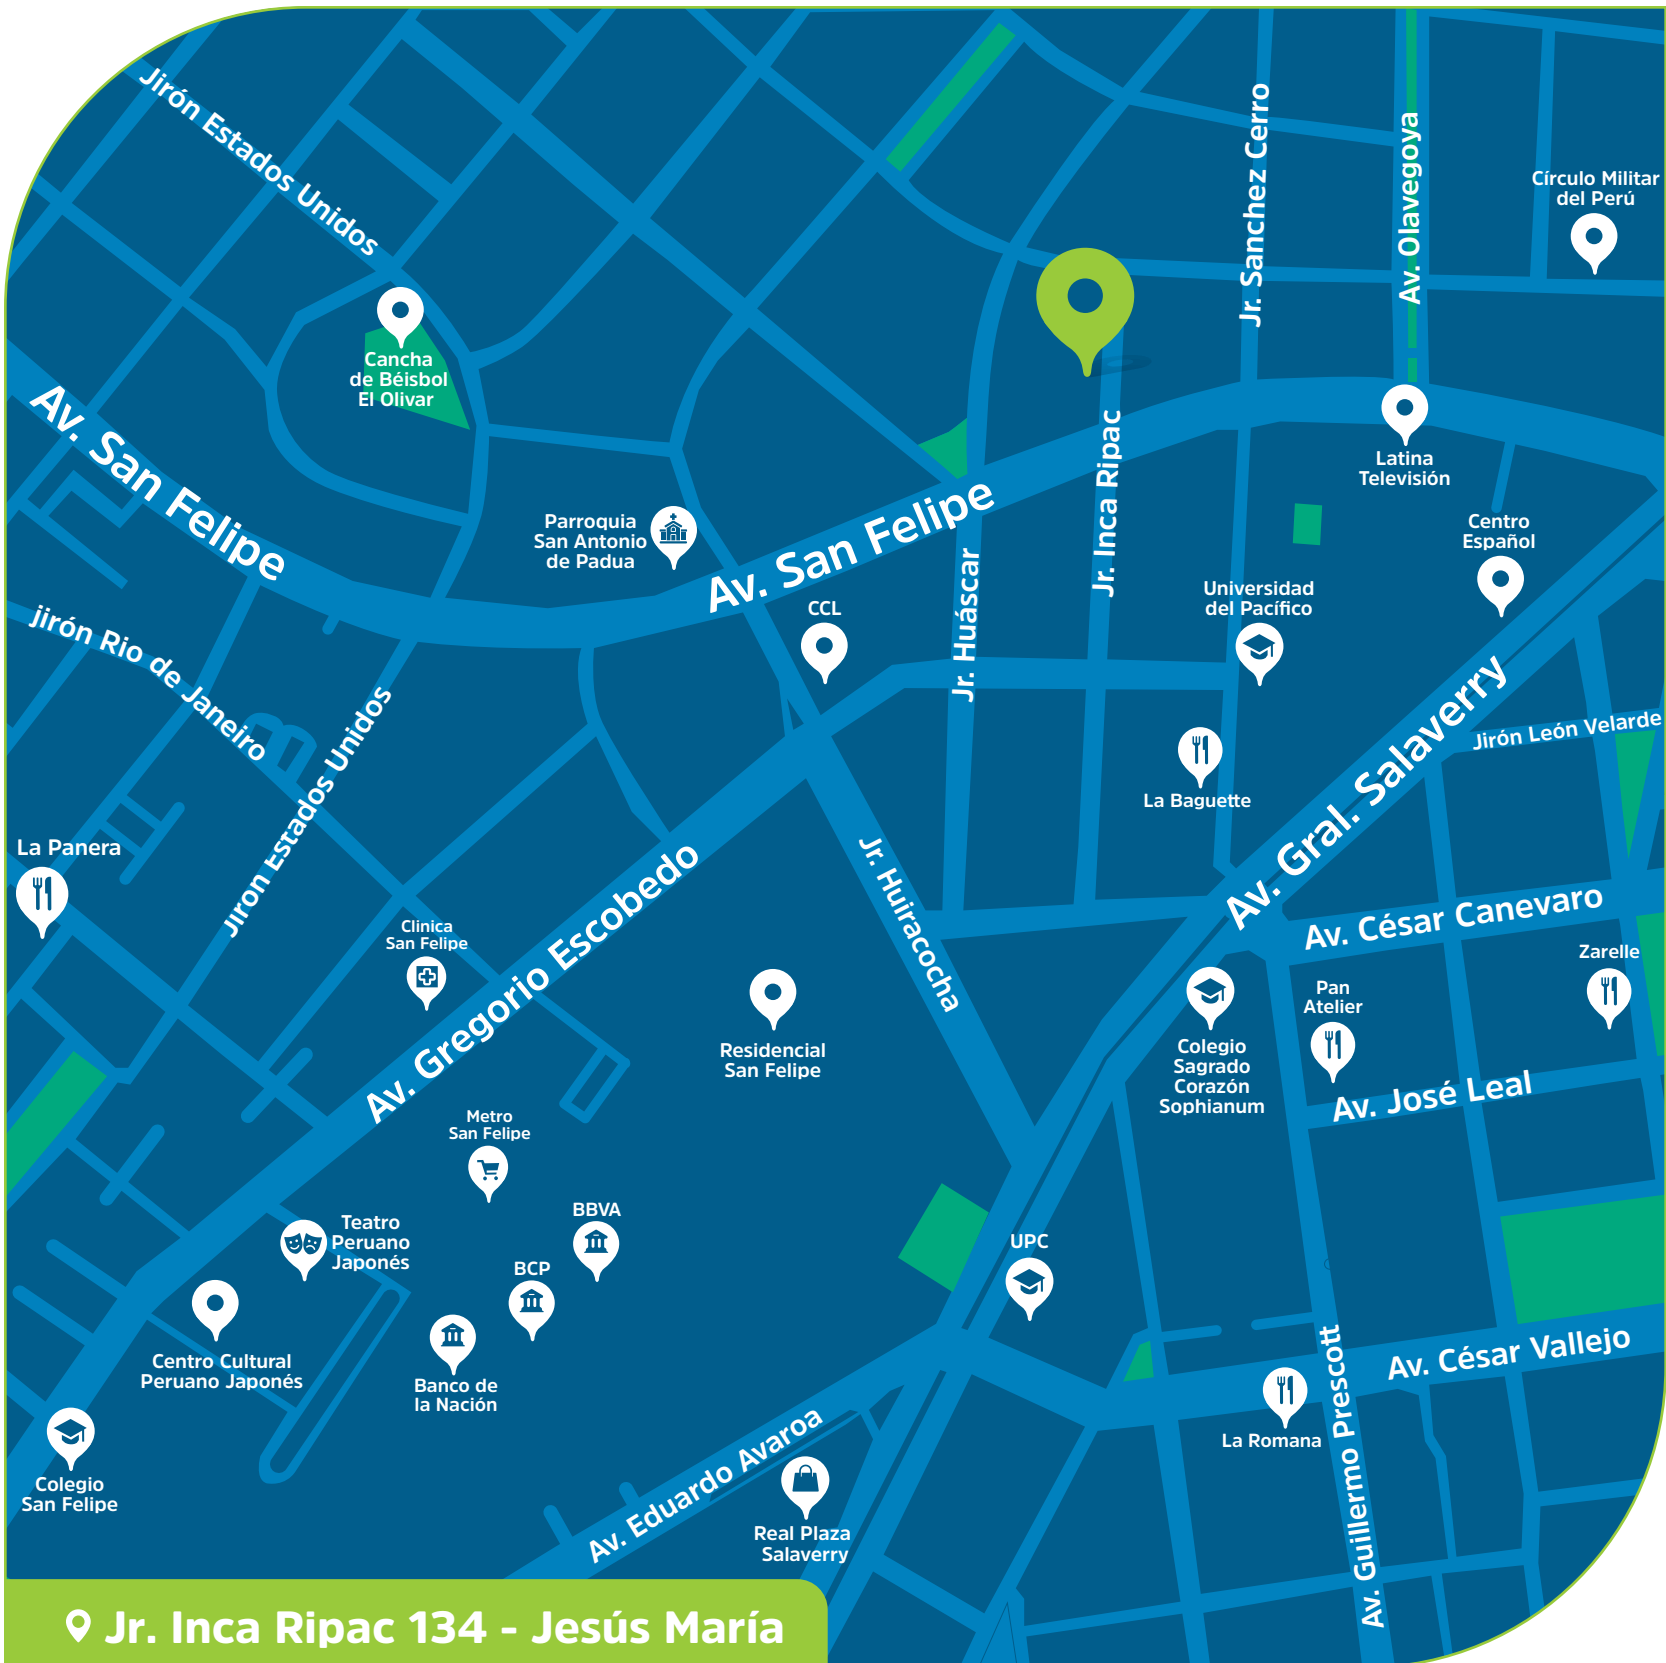 Jirón Estados Unidos
Jr. Sanchez Cerro
Av. Olavegoya
Círculo Militar
del Perú
Cancha
de Béisbol
El Olivar
Av. San Felipe
Latina
Televisión
Parroquia
San Antonio
de Padua
Av. San Felipe
Jr. Inca Ripac
Centro
Español
Universidad
del Pacífico
CCL
Jr. Huáscar
jirón Rio de Janeiro
Jirón Estados Unidos
Jirón León Velarde
Av. Gral. Salaverry
La Baguette
La Panera
Jr. Huiracocha
Av. César Canevaro
Clinica
San Felipe
Av. Gregorio Escobedo
Zarelle
Pan
Atelier
Residencial
San Felipe
Colegio
Sagrado
Corazón
Sophianum
Av. José Leal
Metro
San Felipe
BBVA
Teatro
Peruano
Japonés
BCP
UPC
Centro Cultural
Peruano Japonés
Banco de
la Nación
Av. César Vallejo
Av. Guillermo Prescott
La Romana
Av. Eduardo Avaroa
Colegio
San Felipe
Real Plaza
Salaverry
Jr. Inca Ripac 134 - Jesús María